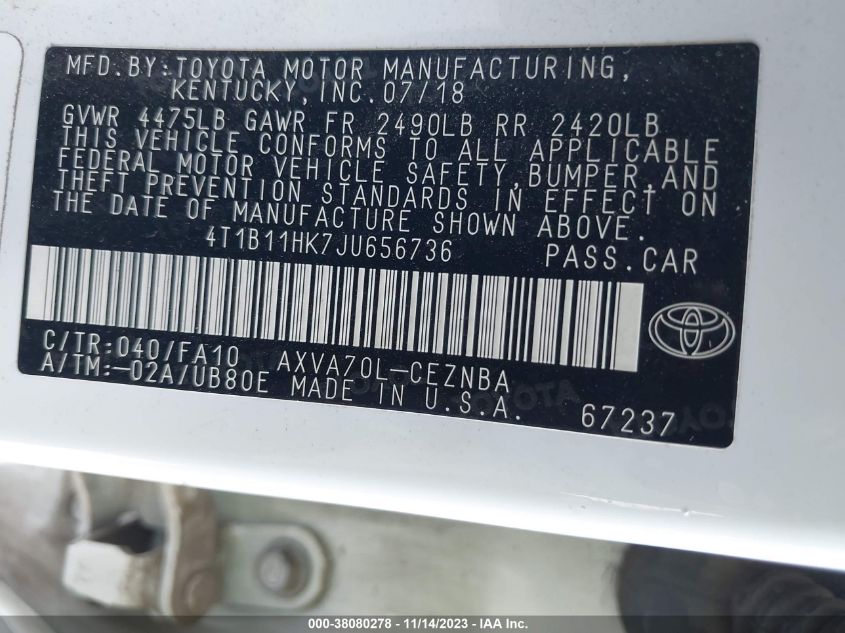 MFD.BY:TOYOTA MOTOR MANUFACTURING,
KENTUCKY, INC.07/18
GVWR 4475LB GAWR FR 2490LB RR 2420LB
THIS VEHICLE CONFORMS TO ALL APPLICABLE
FEDERAL MOTOR VEHICLE SAFETY,BUMPER,AND
THEFT PREVENTION STANDARDS IN EFFECT ON
THE DATE OF MANUFACTURE SHOWN ABOVE.
4T1B11HK7JU656736 PASS.CAR
C/TR:040/FA10 AXVA70L-CEZNBA
A/TM:-02A/UB80E MADE IN U.S.A.
67237
000-38080278 - 11/14/2023 - IAAI.com